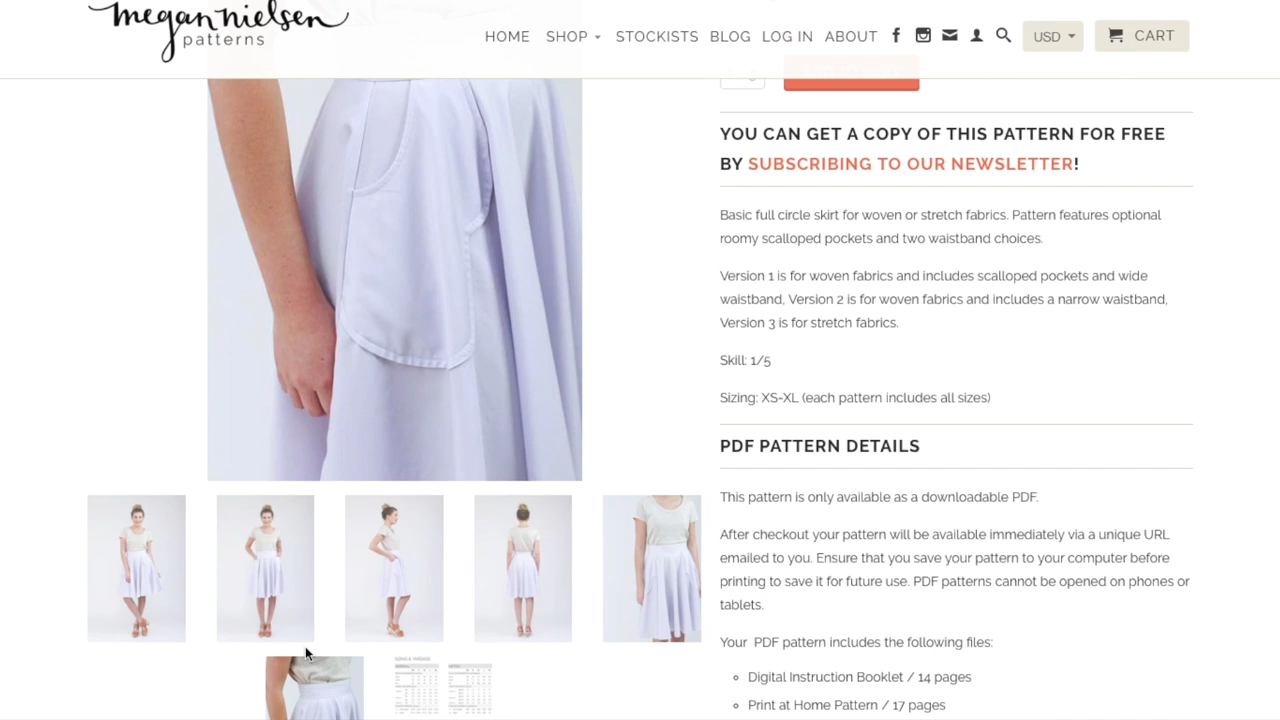 megan nielsen
patterns
HOME SHOP STOCKISTS BLOG LOG IN ABOUT USD CART
YOU CAN GET A COPY OF THIS PATTERN FOR FREE
BY SUBSCRIBING TO OUR NEWSLETTER!
Basic full circle skirt for woven or stretch fabrics. Pattern features optional
roomy scalloped pockets and two waistband choices.
Version 1 is for woven fabrics and includes scalloped pockets and wide
waistband, Version 2 is for woven fabrics and includes a narrow waistband,
Version 3 is for stretch fabrics.
Skill: 1/5
Sizing: XS-XL (each pattern includes all sizes)
PDF PATTERN DETAILS
This pattern is only available as a downloadable PDF.
After checkout your pattern will be available immediately via a unique URL
emailed to you. Ensure that you save your pattern to your computer before
printing to save it for future use. PDF patterns cannot be opened on phones or
tablets.
Your PDF pattern includes the following files:
Digital Instruction Booklet / 14 pages
Print at Home Pattern / 17 pages